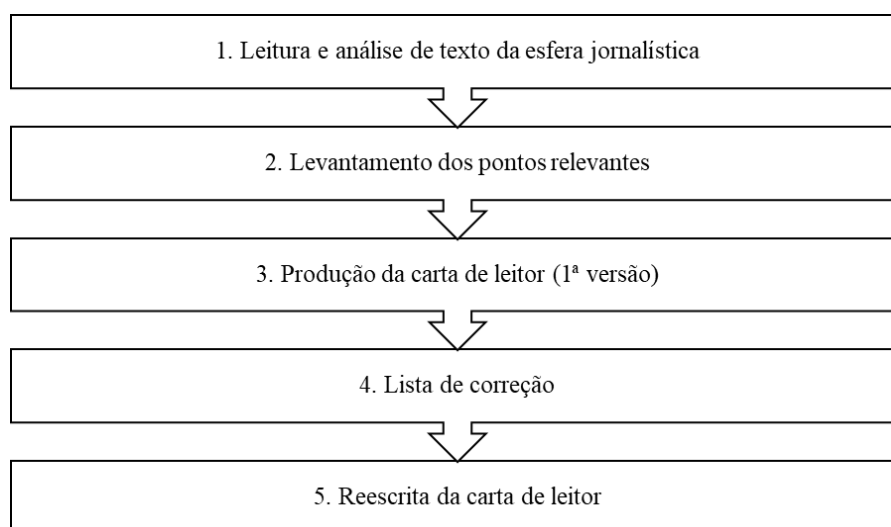 1. Leitura e análise de texto da esfera jornalística
2. Levantamento dos pontos relevantes
3. Produção da carta de leitor (1ª versão)
4. Lista de correção
5. Reescrita da carta de leitor